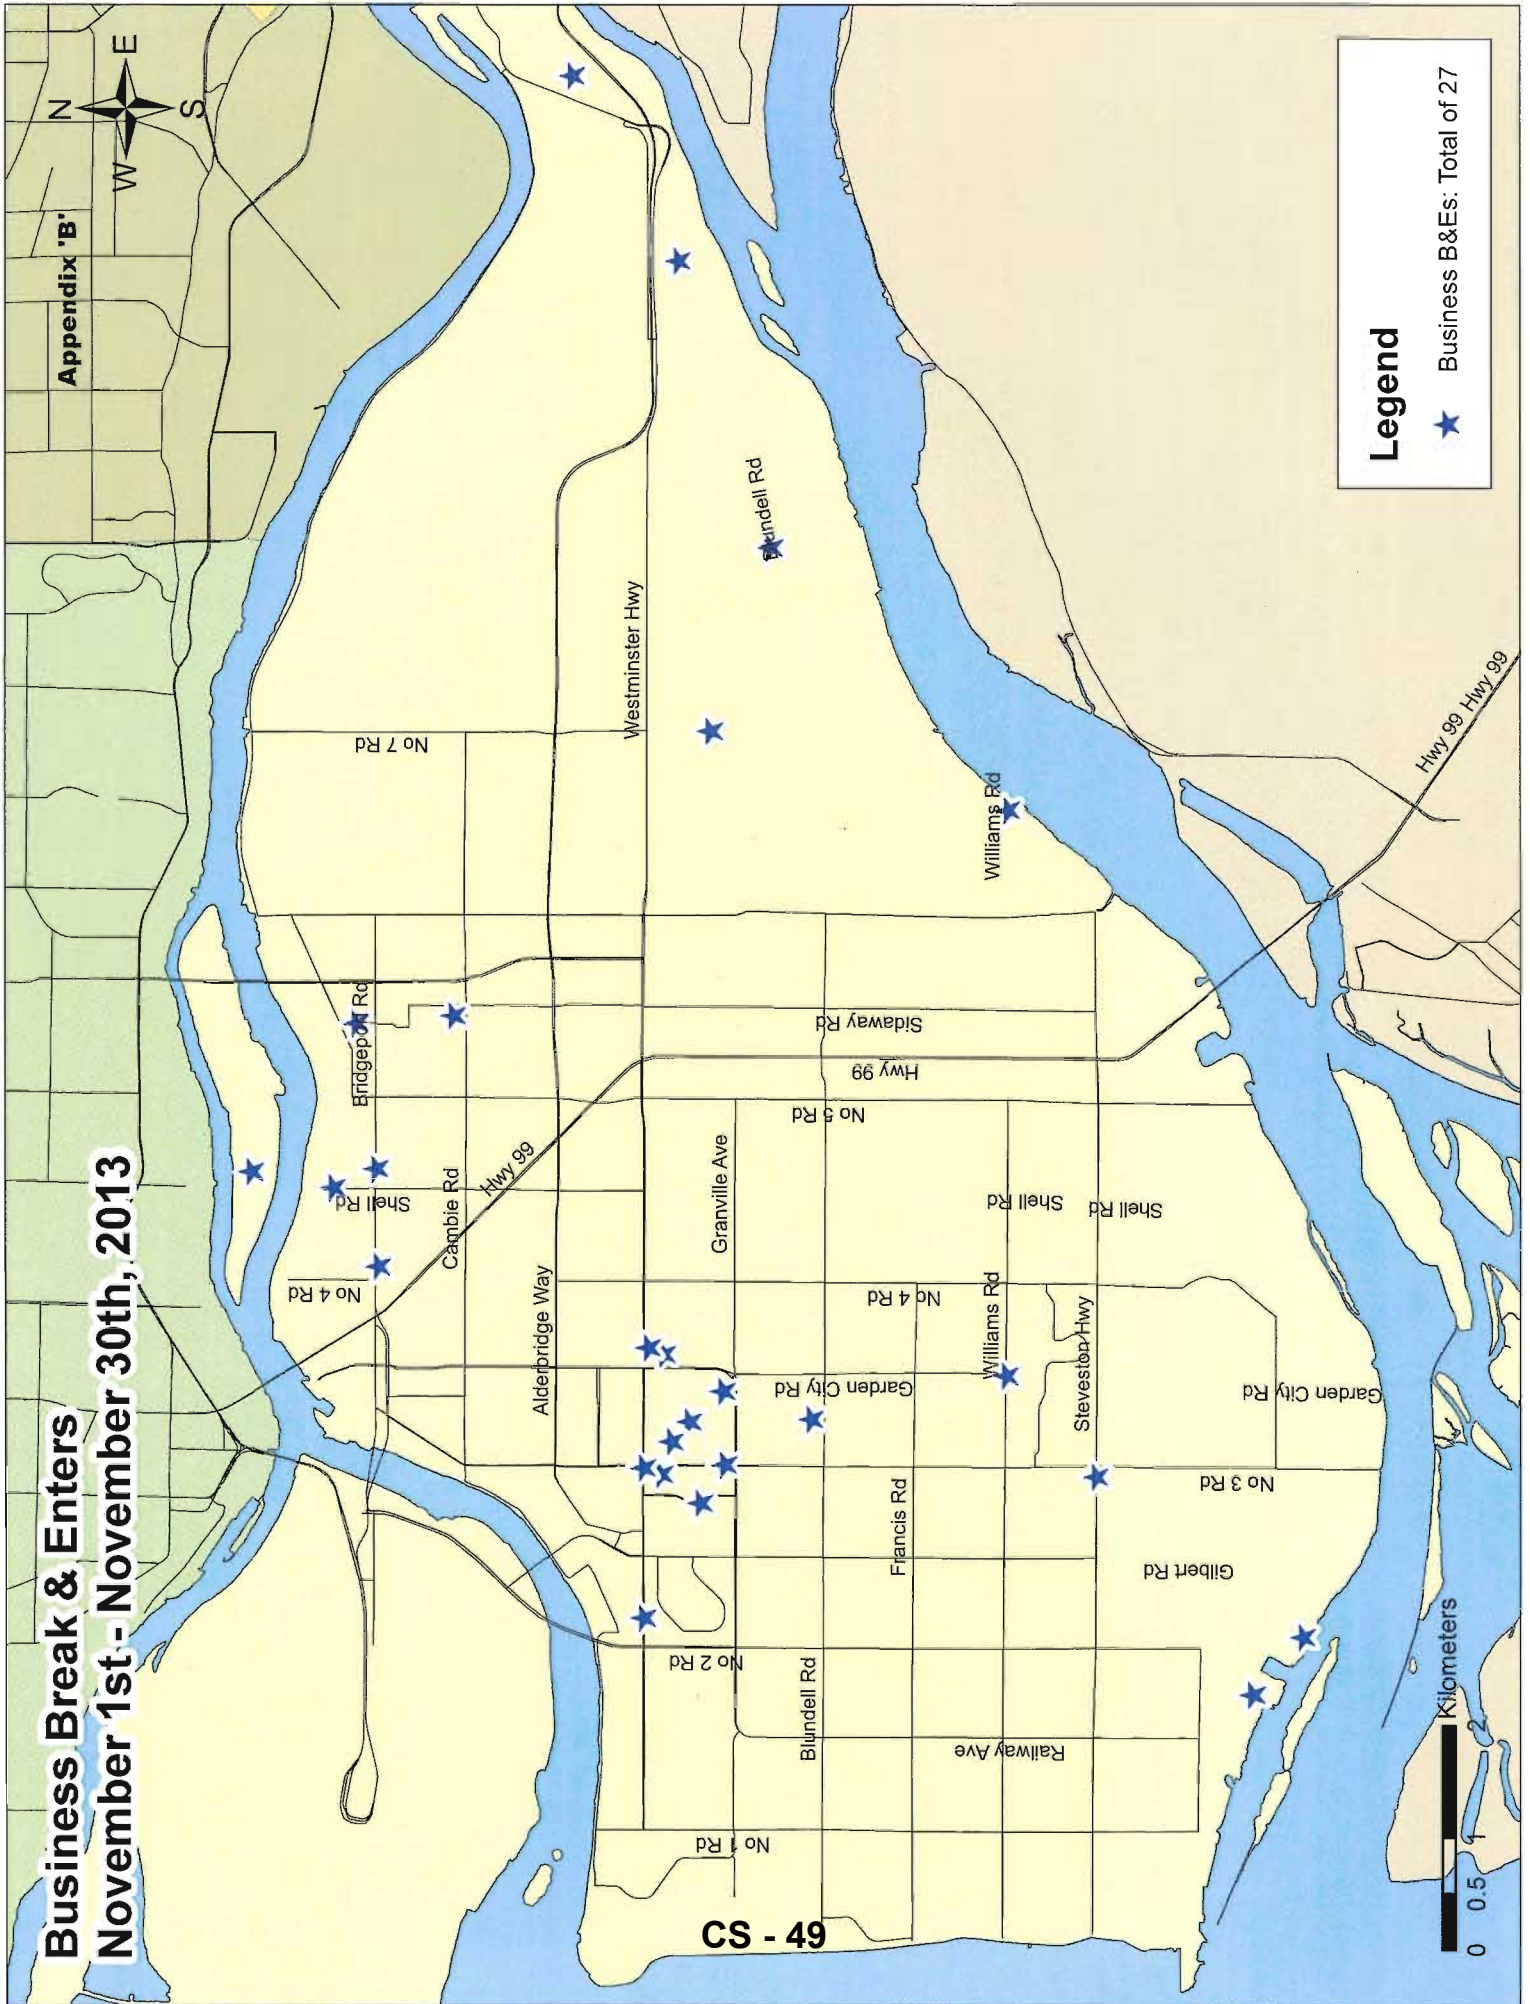 Business Break & Enters
November 1st - November 30th, 2013
Appendix 'B'
N
W
E
S
No 7 Rd
Westminster Hwy
Blundell Rd
Williams Rd
Bridgeport Rd
Sidaway Rd
Hwy 99
No 5 Rd
Shell Rd
Cambie Rd
Hwy 99
Granville Ave
Shell Rd
Shell Rd
No 4 Rd
Alderbridge Way
No 4 Rd
Williams Rd
Steveston Hwy
Garden City Rd
Garden City Rd
No 3 Rd
Francis Rd
Gilbert Rd
No 2 Rd
Blundell Rd
Railway Ave
No 1 Rd
Hwy 99
Hwy 99
Legend
Business B&Es: Total of 27
Kilometers
0 0.5 1 2
CS - 49